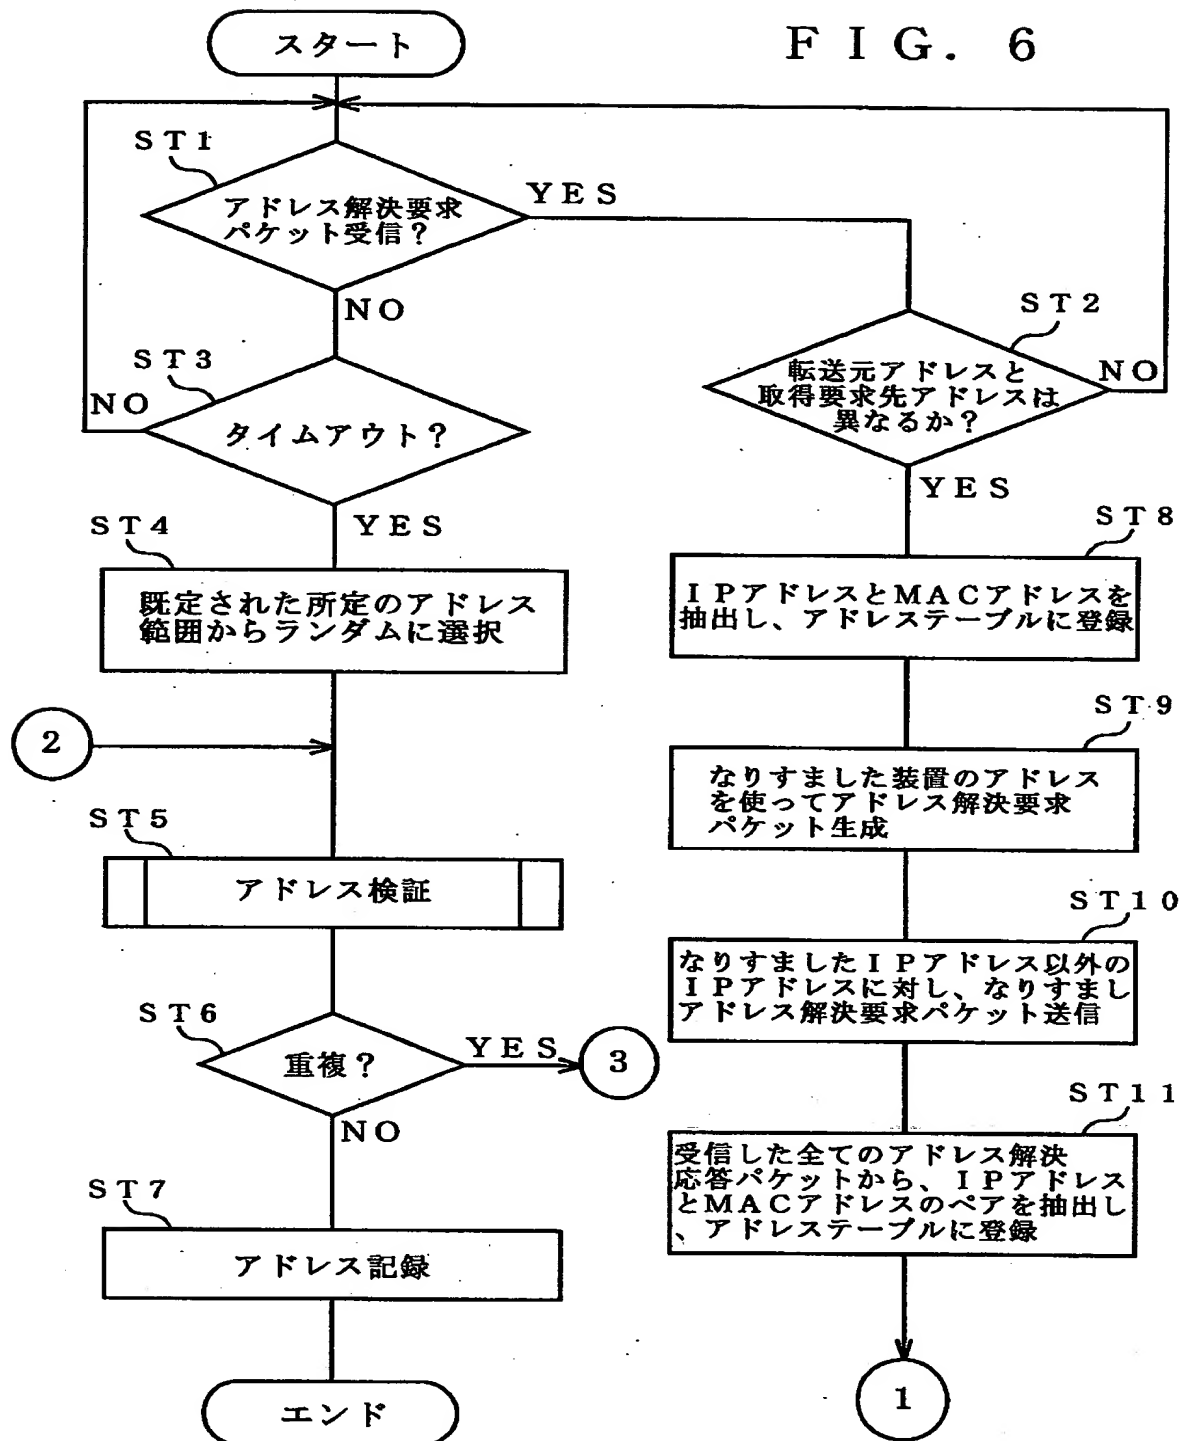 FIG. 6
スタート
ST1
アドレス解決要求
パケット受信?
YES
NO
ST2
転送元アドレスと
取得要求先アドレスは
異なるか?
NO
YES
ST3
タイムアウト?
NO
YES
ST4
既定された所定のアドレス
範囲からランダムに選択
2
ST5
アドレス検証
ST6
重複?
YES
3
NO
ST7
アドレス記録
エンド
ST8
IPアドレスとMACアドレスを
抽出し、アドレステーブルに登録
ST9
なりすました装置のアドレス
を使ってアドレス解決要求
パケット生成
ST10
なりすましたIPアドレス以外の
IPアドレスに対し、なりすまし
アドレス解決要求パケット送信
ST11
受信した全てのアドレス解決
応答パケットから、IPアドレス
とMACアドレスのペアを抽出し
、アドレステーブルに登録
1